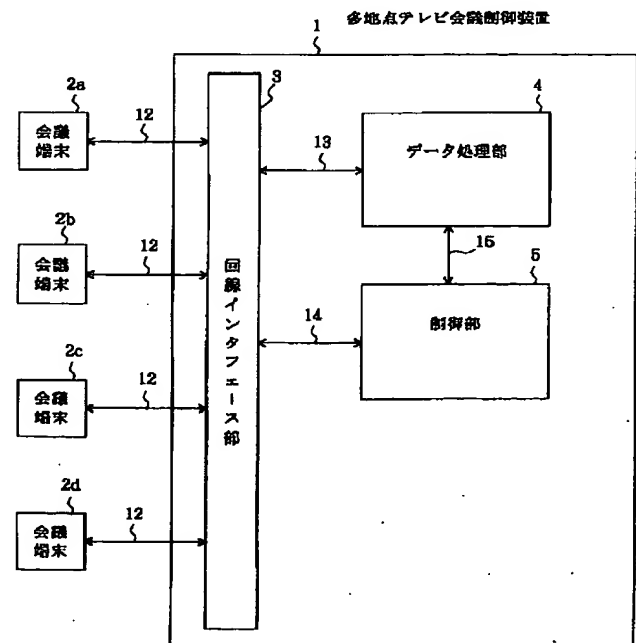 多地点テレビ会議制御装置
1
2a
会議
端末
12
3
4
データ処理部
13
2b
会議
端末
12
15
5
制御部
14
回線インタフェース部
2c
会議
端末
12
2d
会議
端末
12